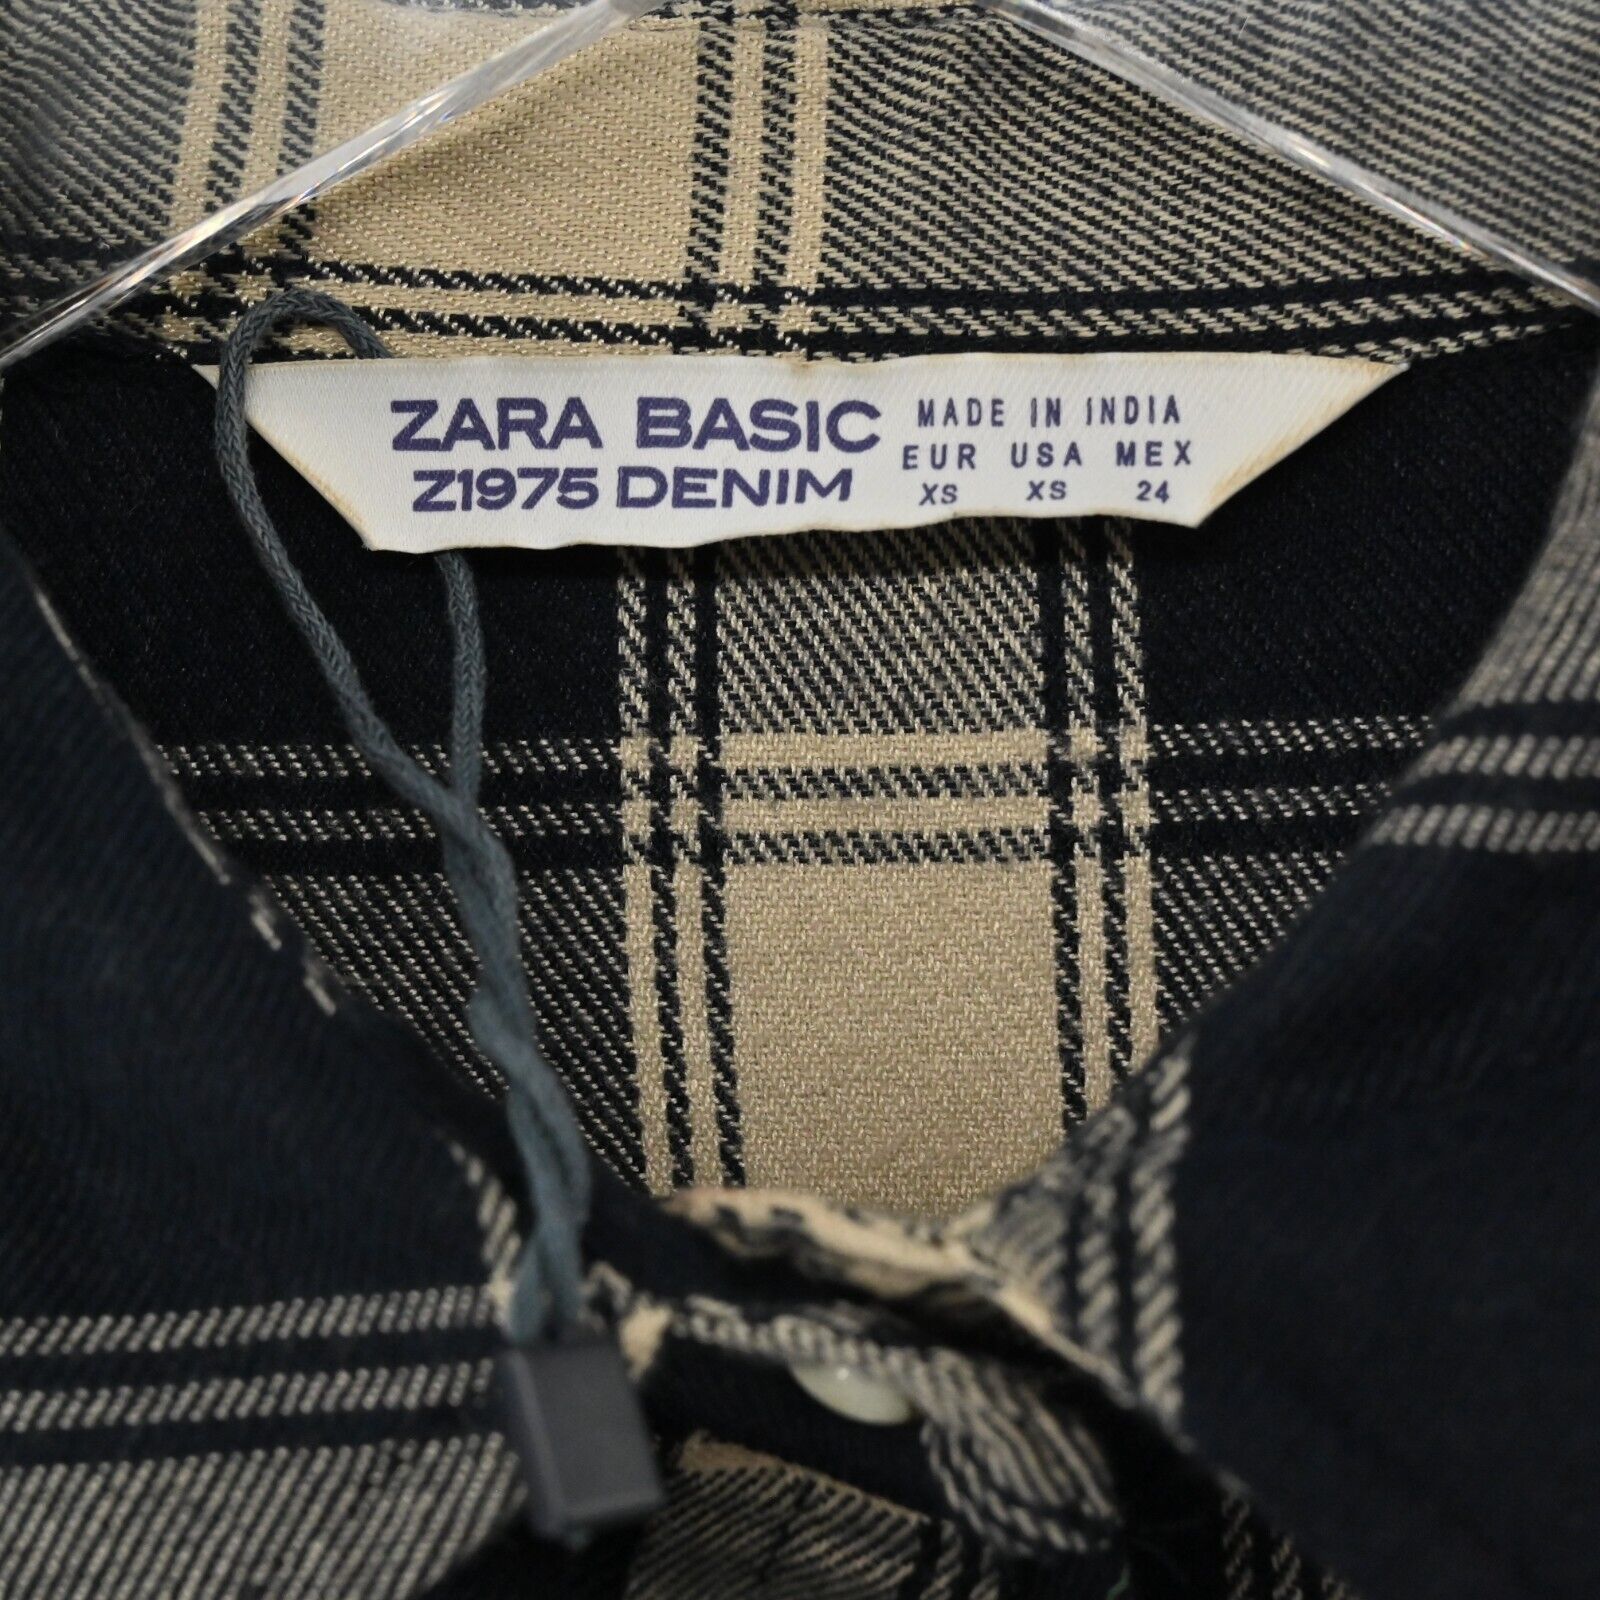 ZARA BASIC
Z1975 DENIM
MADE IN INDIA
EUR USA MEX
XS XS 24